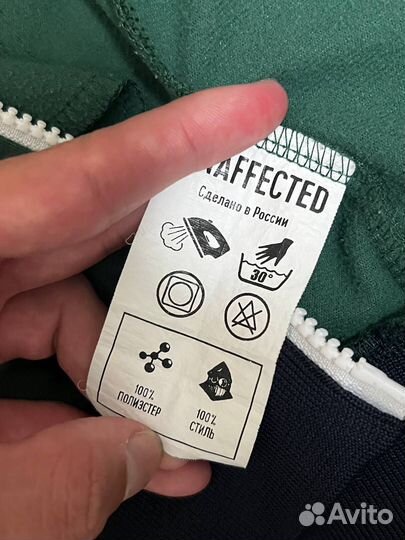 NAFFECTED
Сделано в России
30°
100%
ПОЛИЭСТЕР
100%
СТИЛЬ
Avito